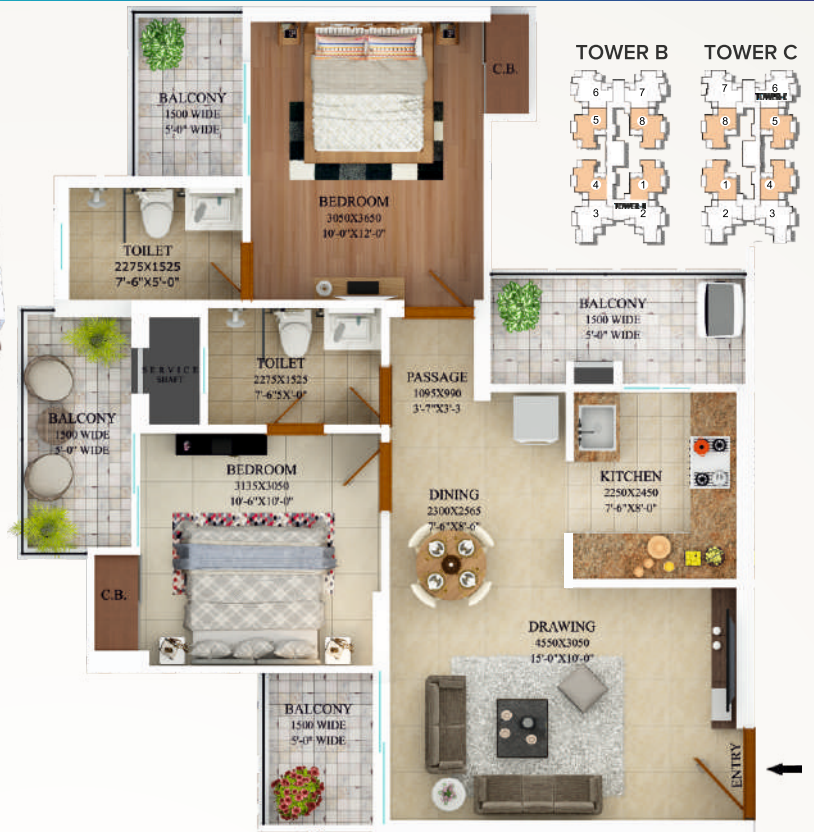 TOWER B
6
7
5
8
4
1
TOWER-B
3
2
TOWER C
7
6
TOWER-C
8
5
1
4
2
3
C.B.
BALCONY
1500 WIDE
5'-0" WIDE
BEDROOM
3050X3650
10'-0"X12'-0"
TOILET
2275X1525
7'-6"X5'-0"
BALCONY
1500 WIDE
5'-0" WIDE
SERVICE
SHAFT
TOILET
2275X1525
7'-6"5X'-0"
PASSAGE
1095X990
3'-7"X3'-3
BALCONY
1500 WIDE
5'-0" WIDE
BEDROOM
3135X3050
10'-6"X10'-0"
KITCHEN
2250X2450
7'-6"X8'-0"
DINING
2300X2565
7'-6"X8'-6"
C.B.
DRAWING
4550X3050
15'-0"X10'-0"
BALCONY
1500 WIDE
5'-0" WIDE
ENTRY